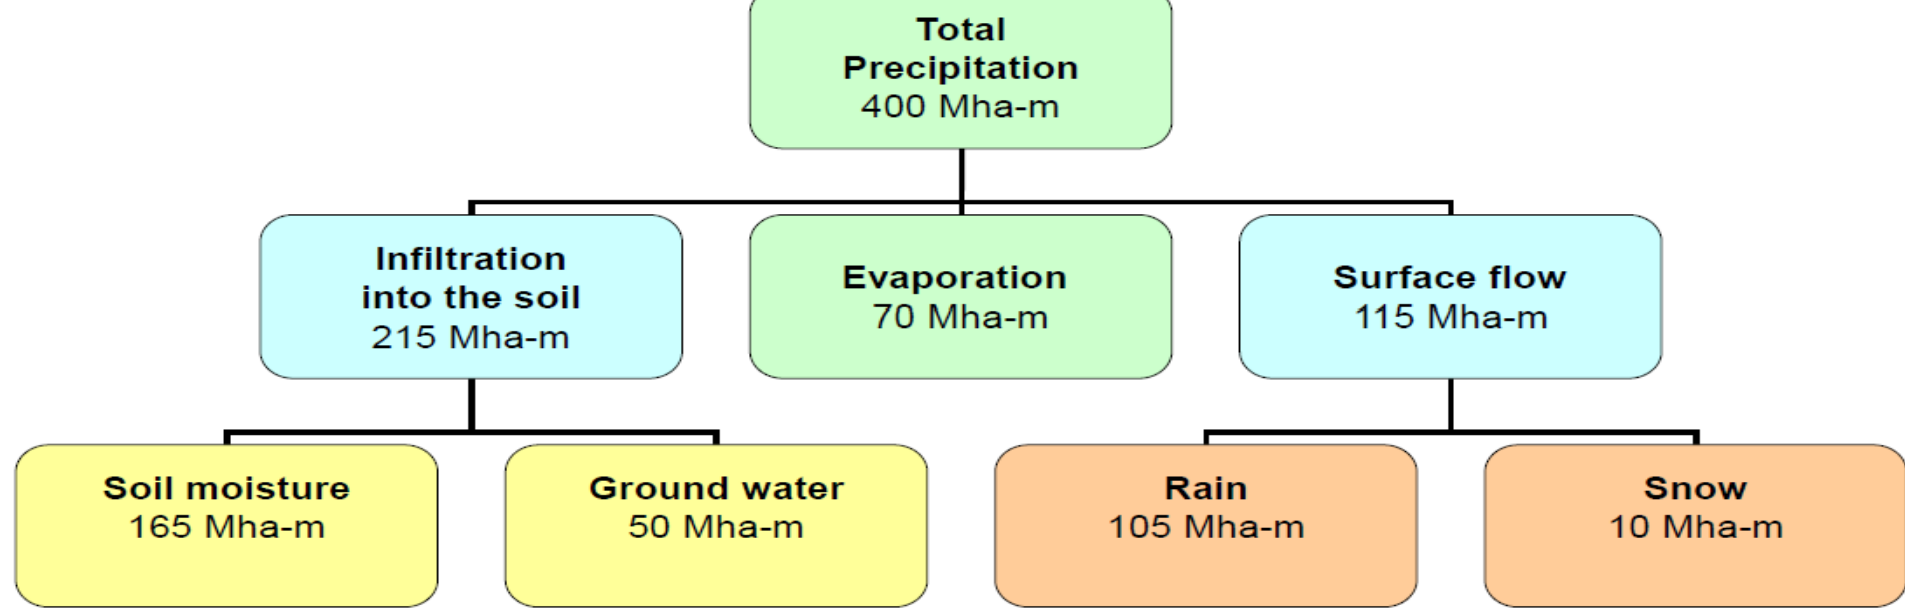 Total
Precipitation
400 Mha-m
Infiltration
into the soil
215 Mha-m
Evaporation
70 Mha-m
Surface flow
115 Mha-m
Soil moisture
165 Mha-m
Ground water
50 Mha-m
Rain
105 Mha-m
Snow
10 Mha-m